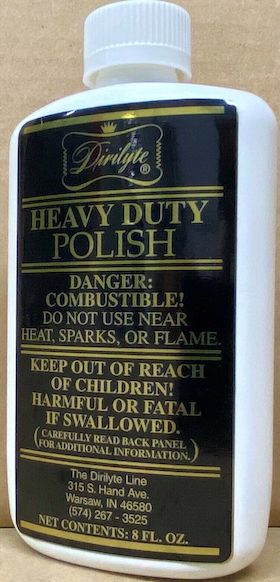 Dirilyte®
HEAVY DUTY
POLISH
DANGER:
COMBUSTIBLE!
DO NOT USE NEAR
HEAT, SPARKS, OR FLAME.
KEEP OUT OF REACH
OF CHILDREN!
HARMFUL OR FATAL
IF SWALLOWED.
(CAREFULLY READ BACK PANEL
FOR ADDITIONAL INFORMATION.)
The Dirilyte Line
315 S. Hand Ave.
Warsaw, IN 46580
(574) 267 - 3525
NET CONTENTS: 8 FL. OZ.